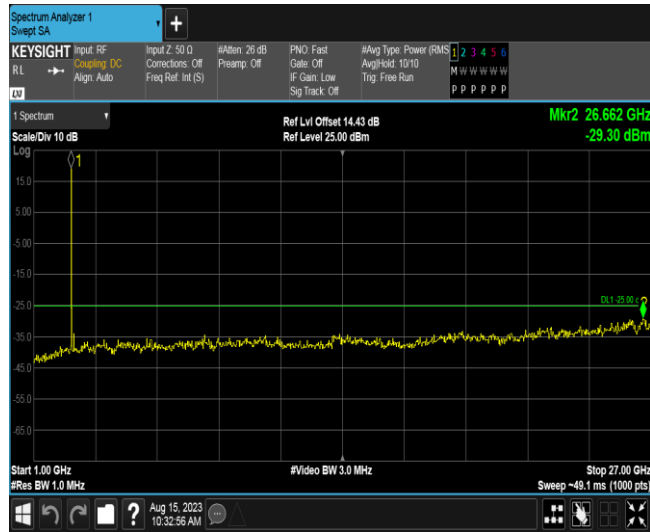 Spectrum Analyzer 1
Swept SA
+
KEYSIGHT Input: RF Input Z: 50 Ω #Atten: 26 dB PNO: Fast #Avg Type: Power (RMS 1 2 3 4 5 6
RL Coupling: DC Corrections: Off Preamp: Off Gate: Off Avg|Hold: 10/10 M W W W W W
Align: Auto Freq Ref: Int (S) IF Gain: Low Trig: Free Run
Sig Track: Off P P P P P P
LXI
1 Spectrum Ref Lvl Offset 14.43 dB Mkr2 26.662 GHz
Scale/Div 10 dB Ref Level 25.00 dBm -29.30 dBm
Log
1
15.0
5.00
-5.00
-15.0
DL1 -25.00
2
-25.0
-35.0
-45.0
-55.0
-65.0
Start 1.00 GHz #Video BW 3.0 MHz Stop 27.00 GHz
#Res BW 1.0 MHz Sweep ~49.1 ms (1000 pts)
? Aug 15, 2023
10:32:56 AM